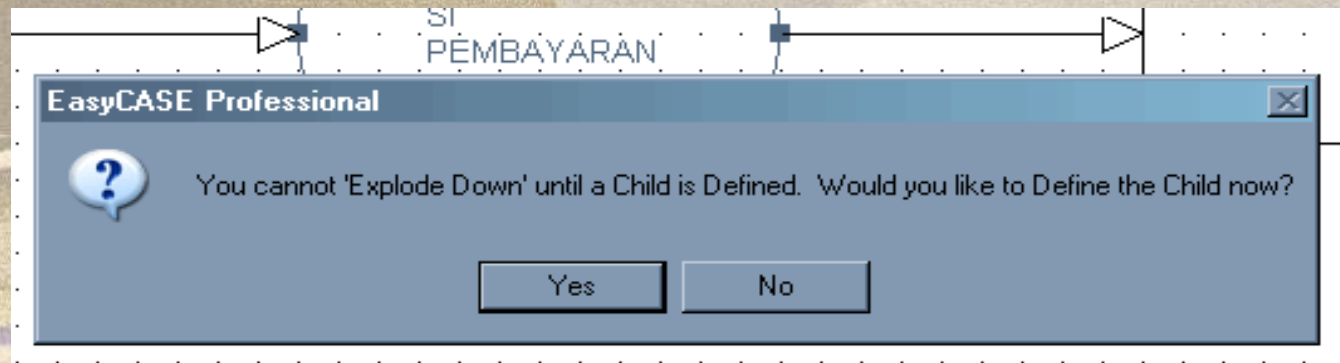 SI
PEMBAYARAN
EasyCASE Professional
You cannot 'Explode Down' until a Child is Defined. Would you like to Define the Child now?
Yes No